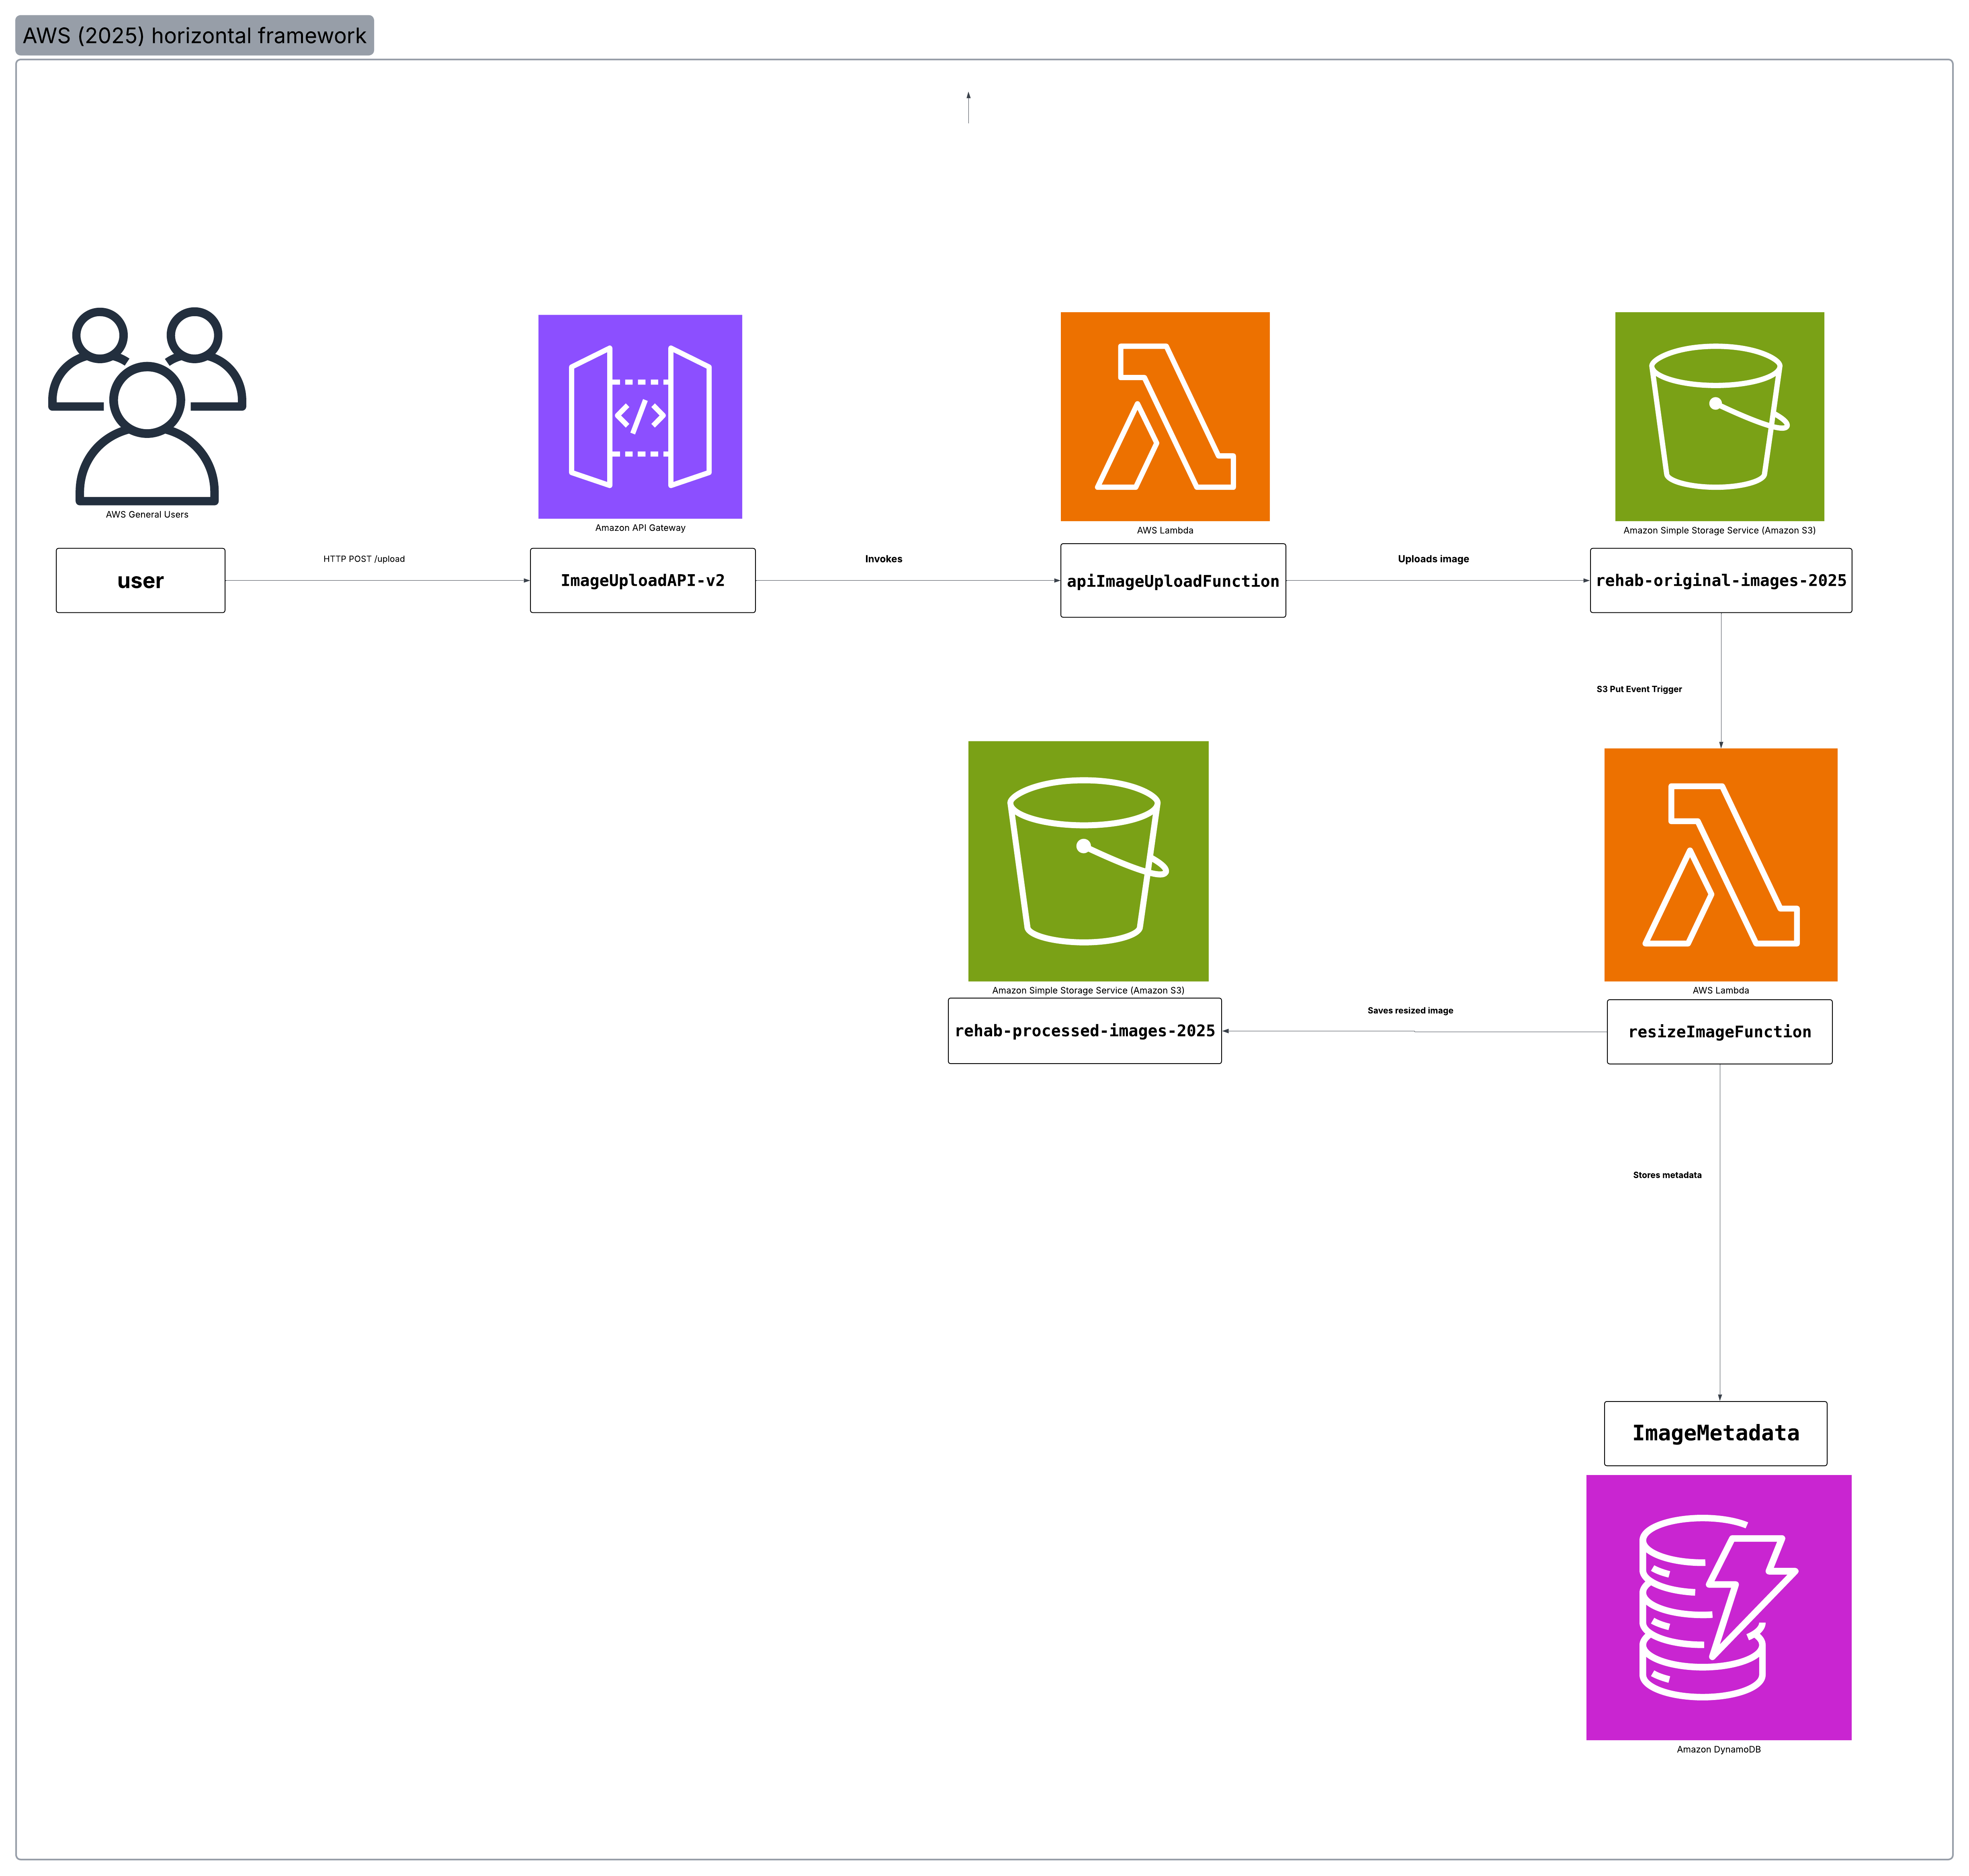 AWS (2025) horizontal framework
AWS General Users
Amazon API Gateway
AWS Lambda
Amazon Simple Storage Service (Amazon S3)
user
HTTP POST /upload
ImageUploadAPI-v2
Invokes
apiImageUploadFunction
Uploads image
rehab-original-images-2025
S3 Put Event Trigger
Amazon Simple Storage Service (Amazon S3)
AWS Lambda
rehab-processed-images-2025
Saves resized image
resizeImageFunction
Stores metadata
ImageMetadata
Amazon DynamoDB